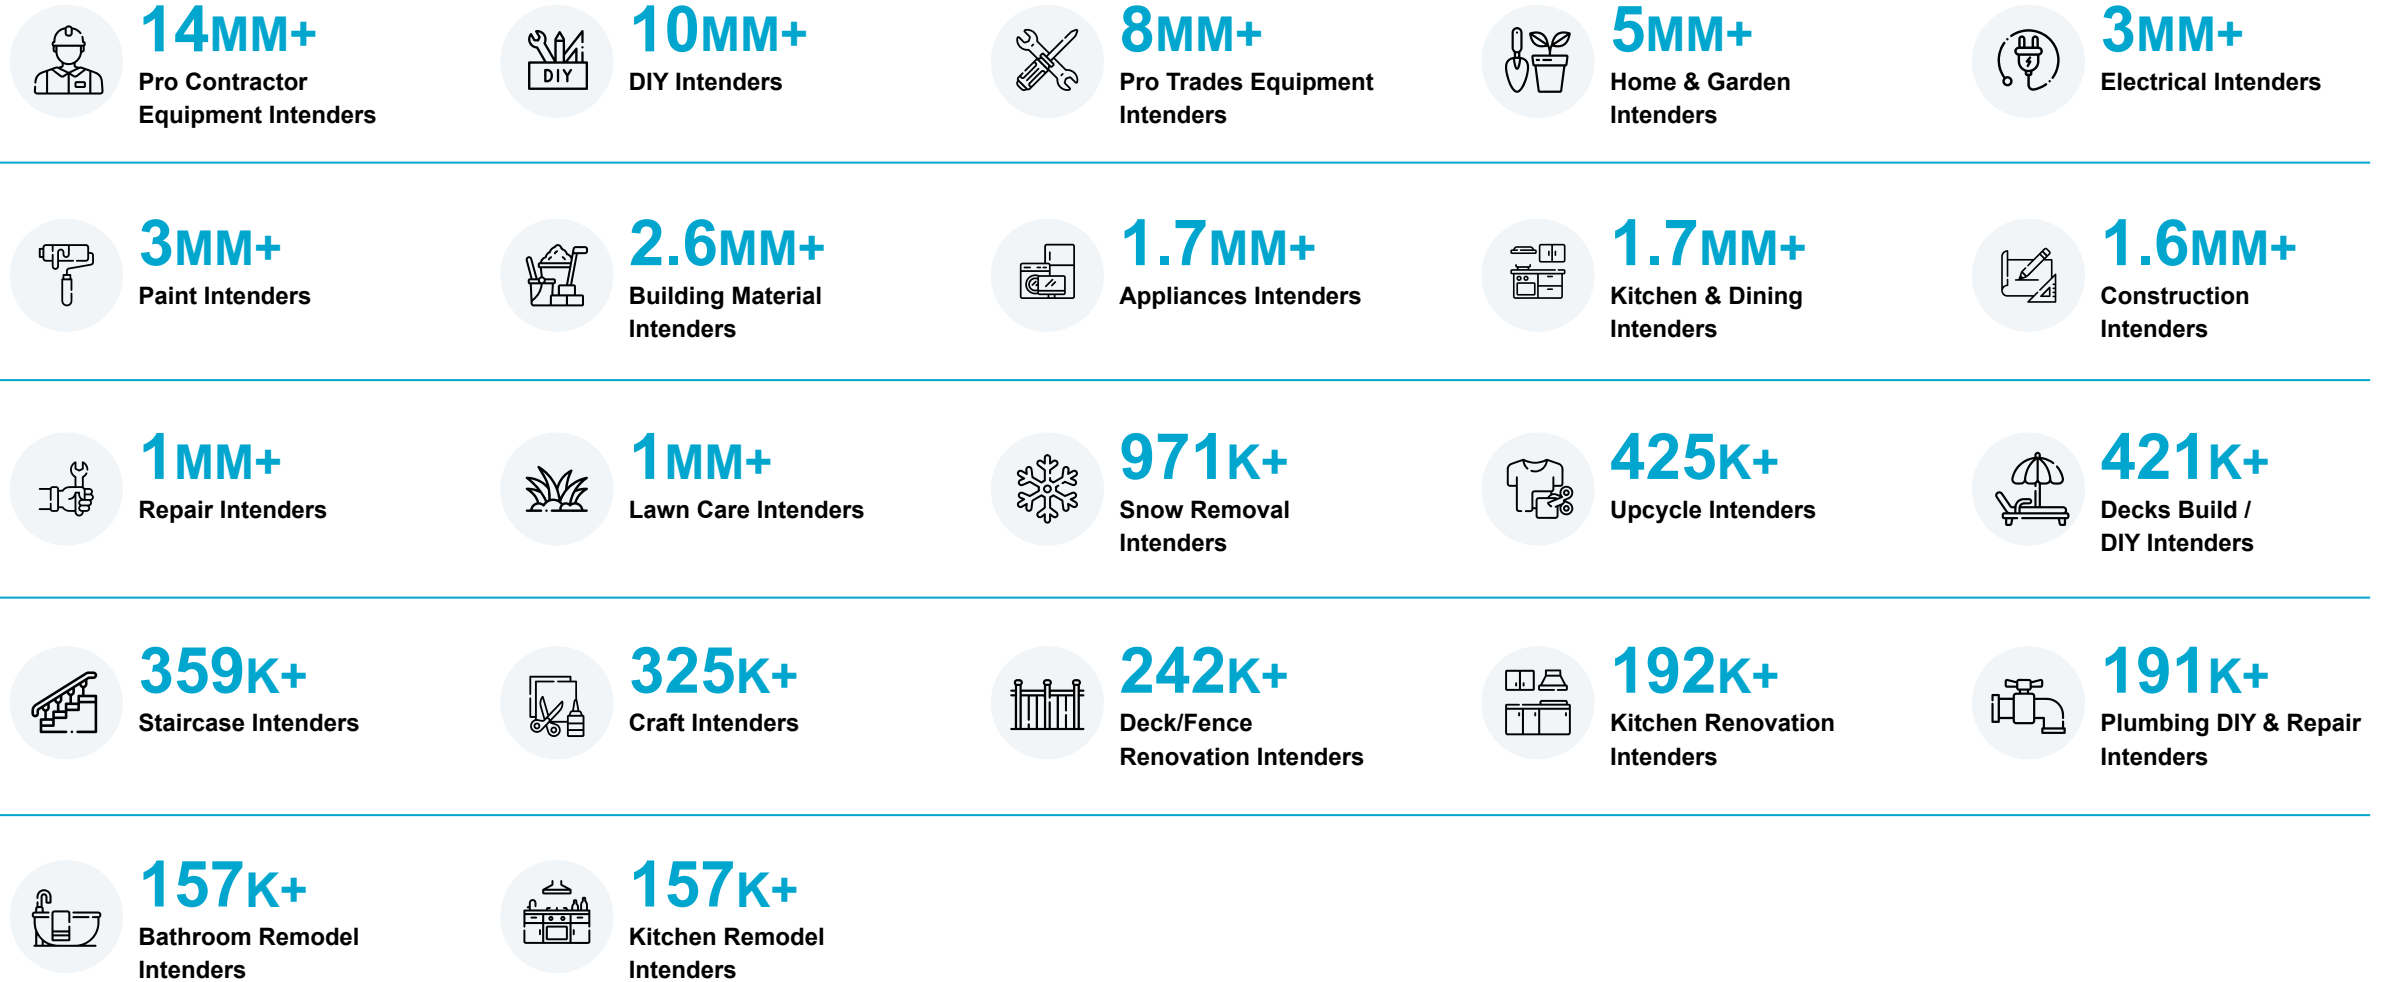 14MM+
Pro Contractor
Equipment Intenders
DIY
10MM+
DIY Intenders
8MM+
Pro Trades Equipment
Intenders
5MM+
Home & Garden
Intenders
3MM+
Electrical Intenders
3MM+
Paint Intenders
2.6MM+
Building Material
Intenders
1.7MM+
Appliances Intenders
1.7MM+
Kitchen & Dining
Intenders
1.6MM+
Construction
Intenders
1MM+
Repair Intenders
1MM+
Lawn Care Intenders
971K+
Snow Removal
Intenders
425K+
Upcycle Intenders
421K+
Decks Build /
DIY Intenders
359K+
Staircase Intenders
325K+
Craft Intenders
242K+
Deck/Fence
Renovation Intenders
192K+
Kitchen Renovation
Intenders
191K+
Plumbing DIY & Repair
Intenders
157K+
Bathroom Remodel
Intenders
157K+
Kitchen Remodel
Intenders